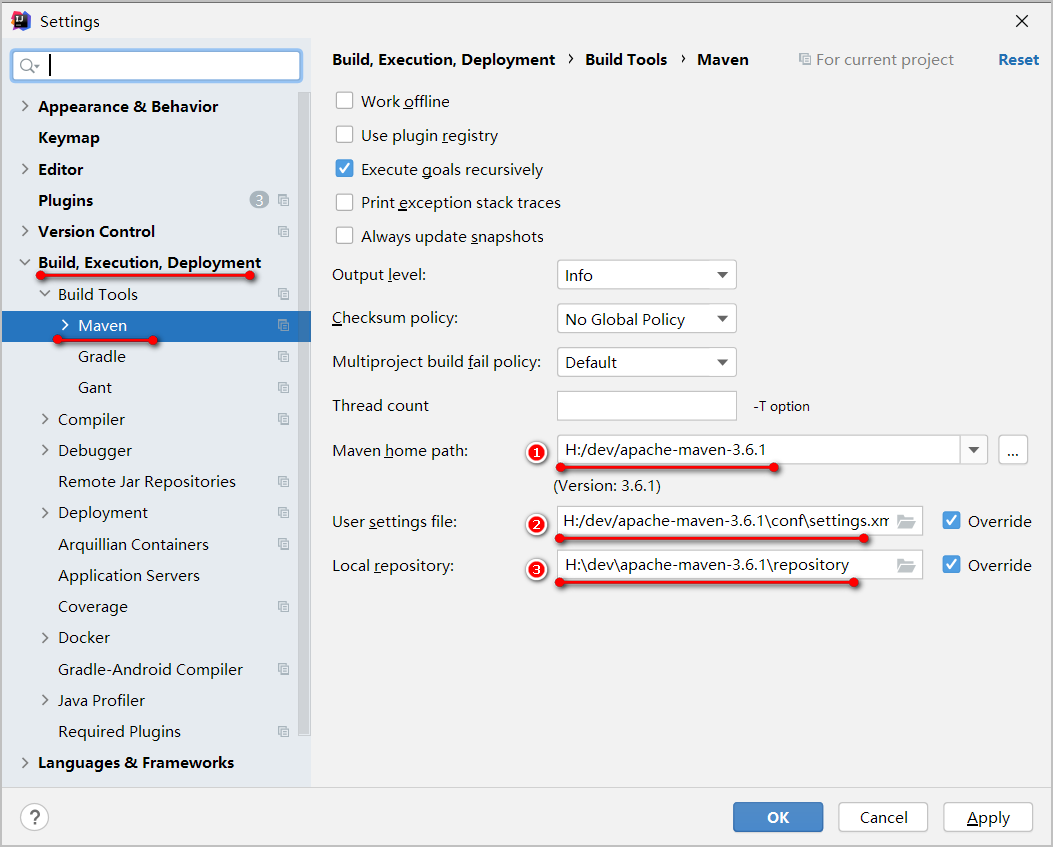 Settings
Build, Execution, Deployment › Build Tools › Maven For current project Reset
Appearance & Behavior
Keymap
Editor
Plugins 3
Version Control
Build, Execution, Deployment
Build Tools
Maven
Gradle
Gant
Compiler
Debugger
Remote Jar Repositories
Deployment
Arquillian Containers
Application Servers
Coverage
Docker
Gradle-Android Compiler
Java Profiler
Required Plugins
Languages & Frameworks
Work offline
Use plugin registry
Execute goals recursively
Print exception stack traces
Always update snapshots
Output level: Info
Checksum policy: No Global Policy
Multiproject build fail policy: Default
Thread count -T option
Maven home path: 1 H:/dev/apache-maven-3.6.1 ...
(Version: 3.6.1)
User settings file: 2 H:/dev/apache-maven-3.6.1\conf\settings.xm Override
Local repository: 3 H:\dev\apache-maven-3.6.1\repository Override
? OK Cancel Apply